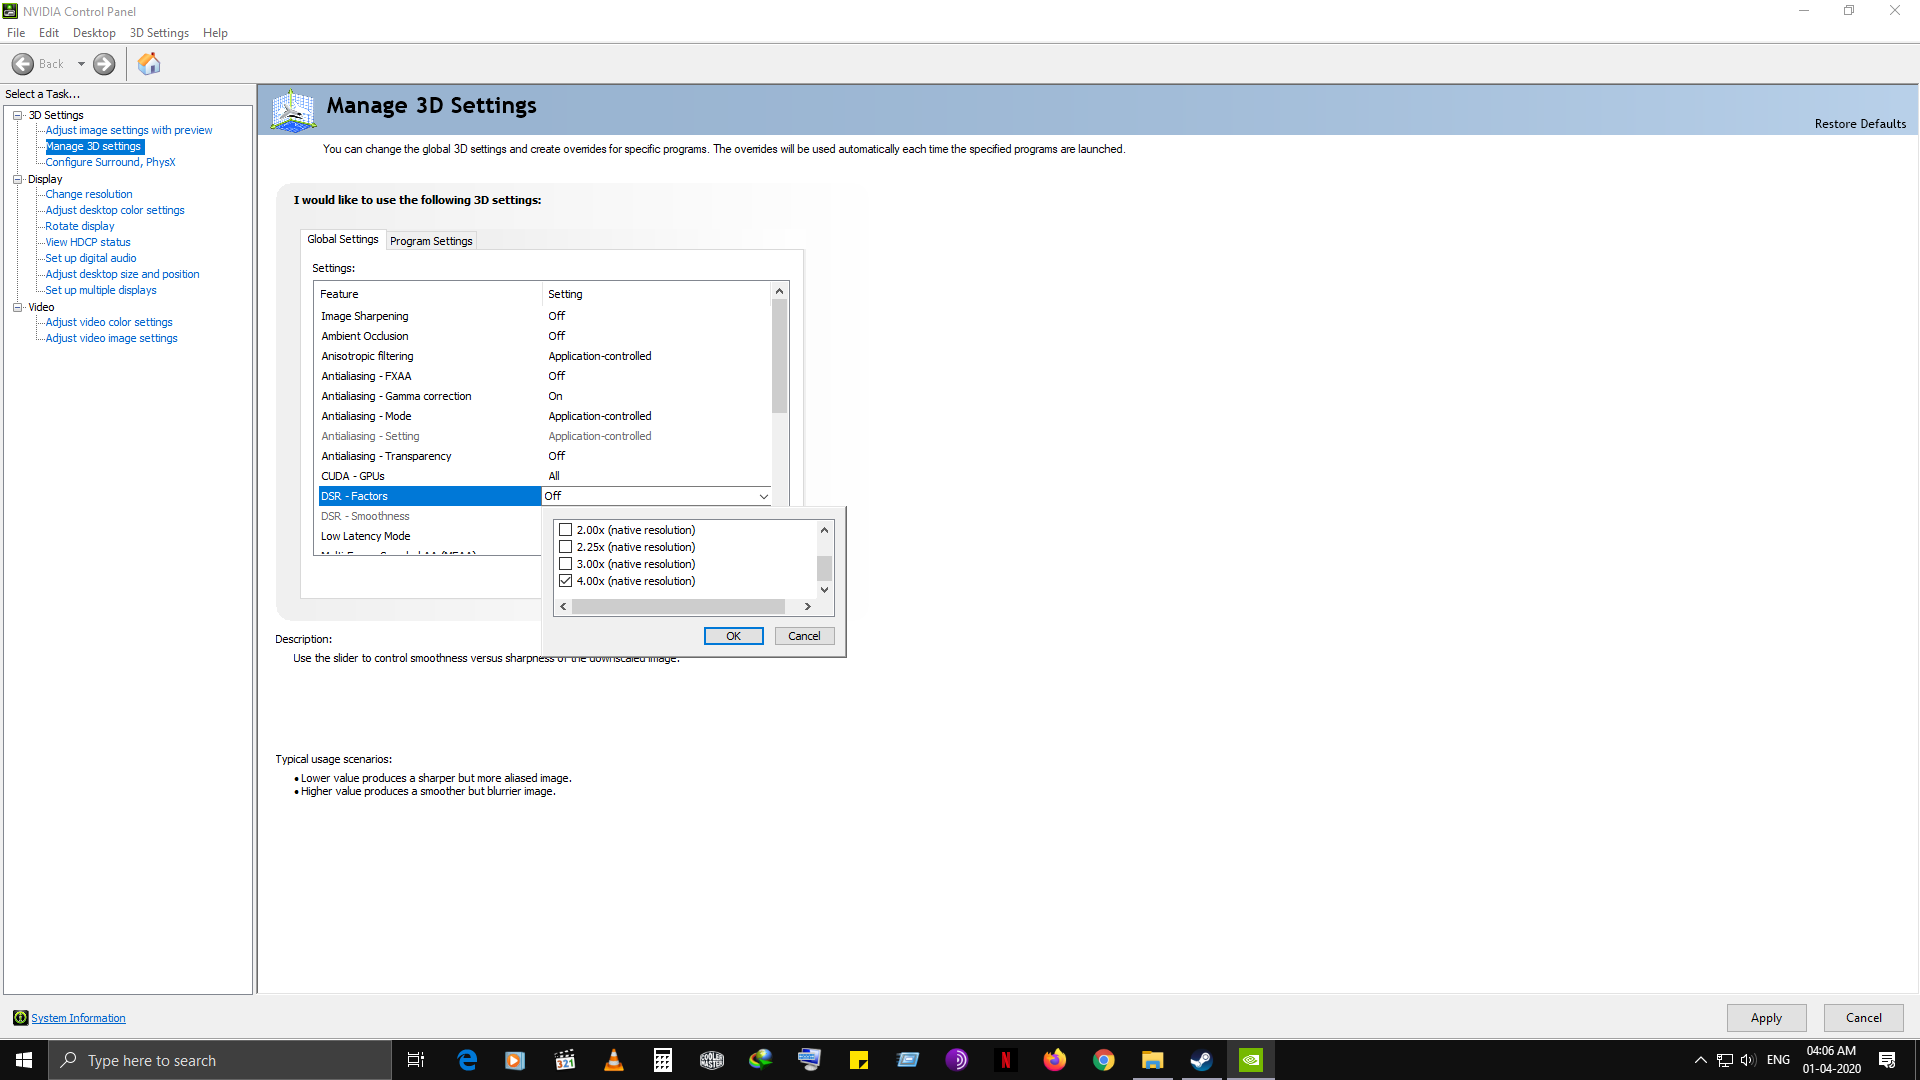 NVIDIA Control Panel
File Edit Desktop 3D Settings Help
Back
Select a Task...
3D Settings
Adjust image settings with preview
Manage 3D settings
Configure Surround, PhysX
Display
Change resolution
Adjust desktop color settings
Rotate display
View HDCP status
Set up digital audio
Adjust desktop size and position
Set up multiple displays
Video
Adjust video color settings
Adjust video image settings
Manage 3D Settings
Restore Defaults
You can change the global 3D settings and create overrides for specific programs. The overrides will be used automatically each time the specified programs are launched.
I would like to use the following 3D settings:
Global Settings Program Settings
Settings:
Feature Setting
Image Sharpening Off
Ambient Occlusion Off
Anisotropic filtering Application-controlled
Antialiasing - FXAA Off
Antialiasing - Gamma correction On
Antialiasing - Mode Application-controlled
Antialiasing - Setting Application-controlled
Antialiasing - Transparency Off
CUDA - GPUs All
DSR - Factors Off
DSR - Smoothness
Low Latency Mode
2.00x (native resolution)
2.25x (native resolution)
3.00x (native resolution)
4.00x (native resolution)
OK Cancel
Description:
Use the slider to control smoothness versus sharpness of the downscaled image.
Typical usage scenarios:
• Lower value produces a sharper but more aliased image.
• Higher value produces a smoother but blurrier image.
System Information
Apply Cancel
Type here to search
321
COOLER MASTER
N
ENG
04:06 AM
01-04-2020